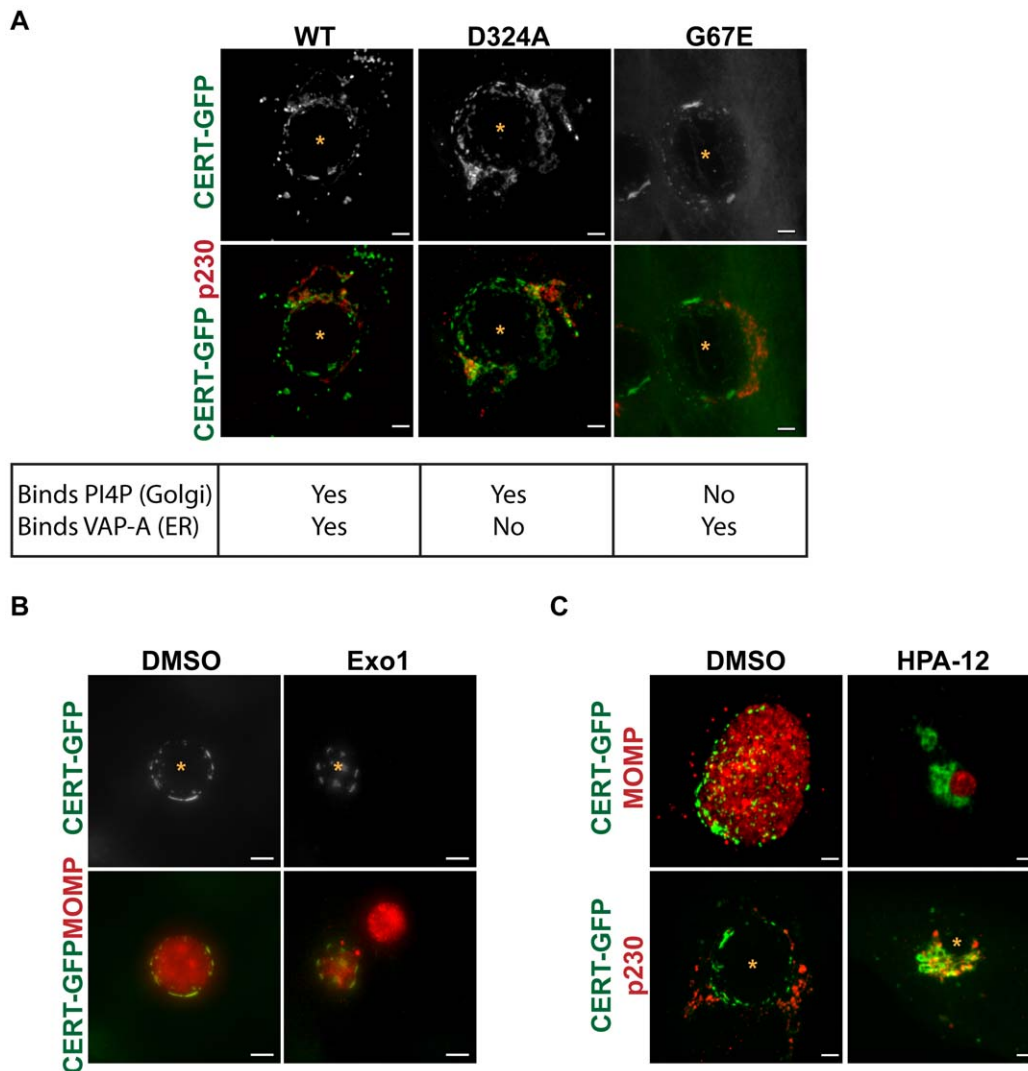 A
WT D324A G67E
CERT-GFP
CERT-GFP p230
* * *
* * *
Binds PI4P (Golgi) Yes Yes No
Binds VAP-A (ER) Yes No Yes
B
DMSO Exo1
CERT-GFP
* *
CERT-GFP MOMP
C
DMSO HPA-12
CERT-GFP
MOMP
CERT-GFP
p230
* *